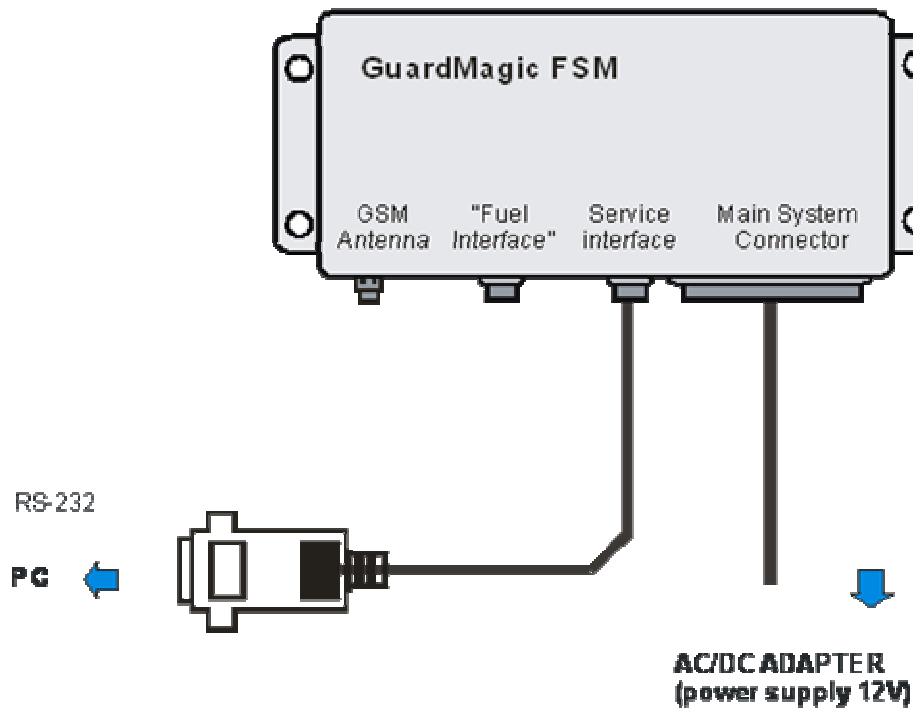 GuardMagic FSM
GSM
Antenna
"Fuel
Interface"
Service
interface
Main System
Connector
RS-232
PC
AC/DC ADAPTER
(power supply 12V)